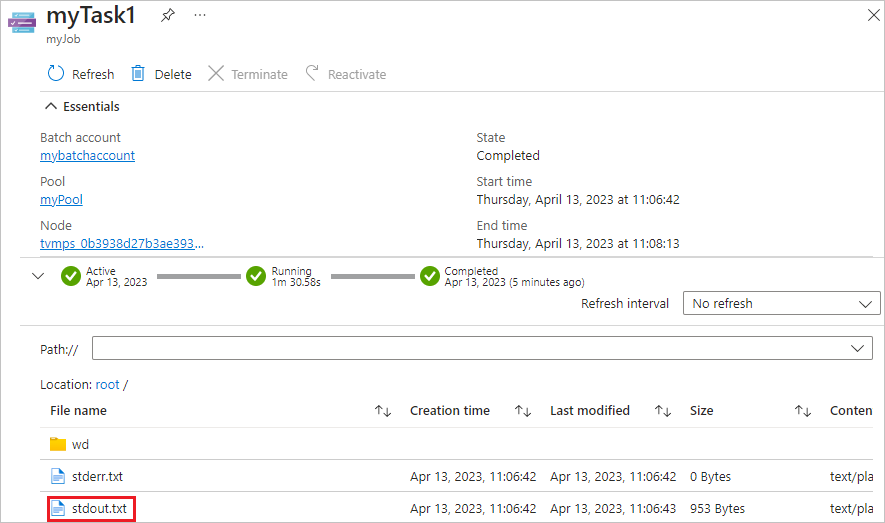 myTask1
myJob
Refresh Delete Terminate Reactivate
Essentials
Batch account State
mybatchaccount Completed
Pool Start time
myPool Thursday, April 13, 2023 at 11:06:42
Node End time
tvmps_0b3938d27b3ae393... Thursday, April 13, 2023 at 11:08:13
Active Running Completed
Apr 13, 2023 1m 30.58s Apr 13, 2023 (5 minutes ago)
Refresh interval No refresh
Path://
Location: root /
File name Creation time Last modified Size Conten
wd
stderr.txt Apr 13, 2023, 11:06:42 Apr 13, 2023, 11:06:42 0 Bytes text/pla
stdout.txt Apr 13, 2023, 11:06:42 Apr 13, 2023, 11:06:43 953 Bytes text/pla